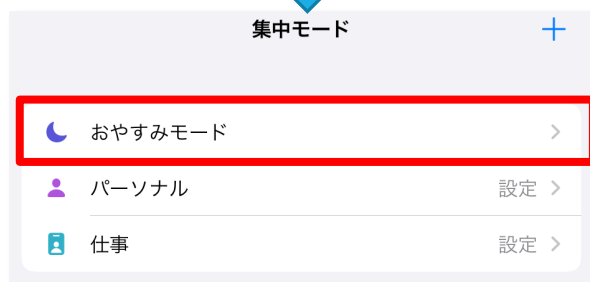 集中モード
おやすみモード
パーソナル 設定
仕事 設定